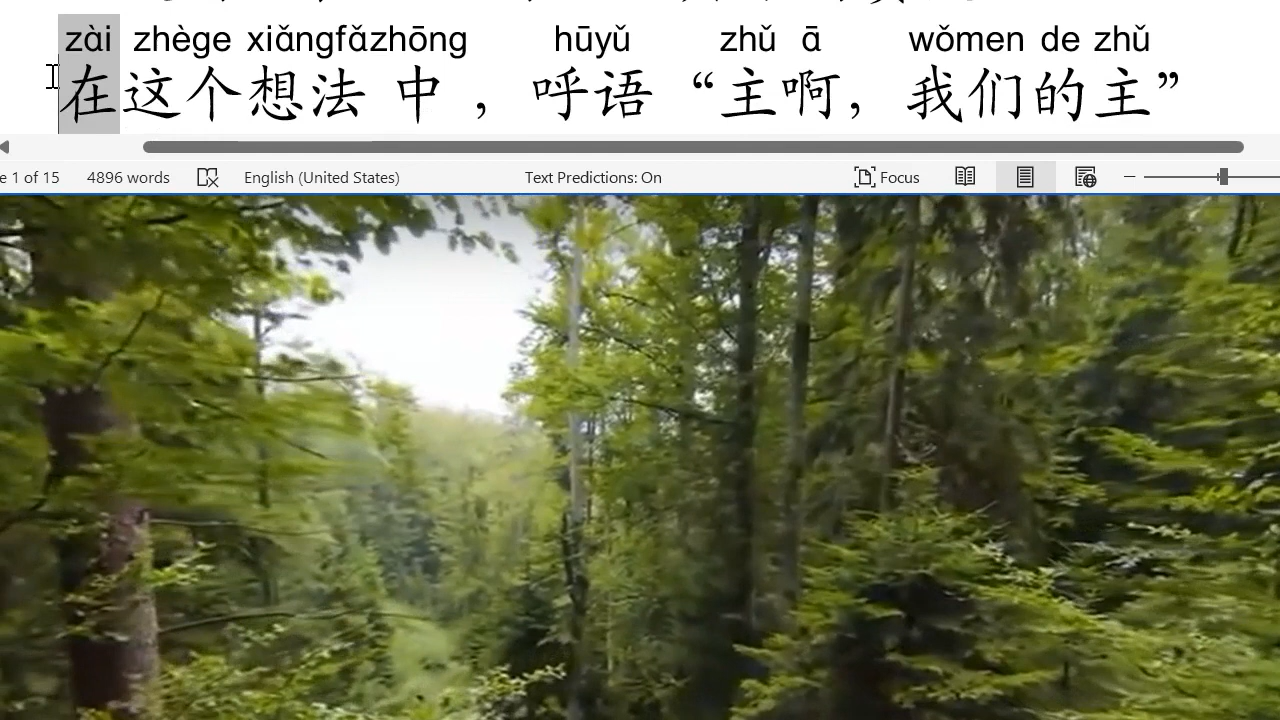 zài zhège xiǎngfǎzhōng hūyǔ zhǔ ā wǒmen de zhǔ
在这个想法 中 ，呼语 “主啊，我们的主”
e 1 of 15 4896 words English (United States) Text Predictions: On Focus